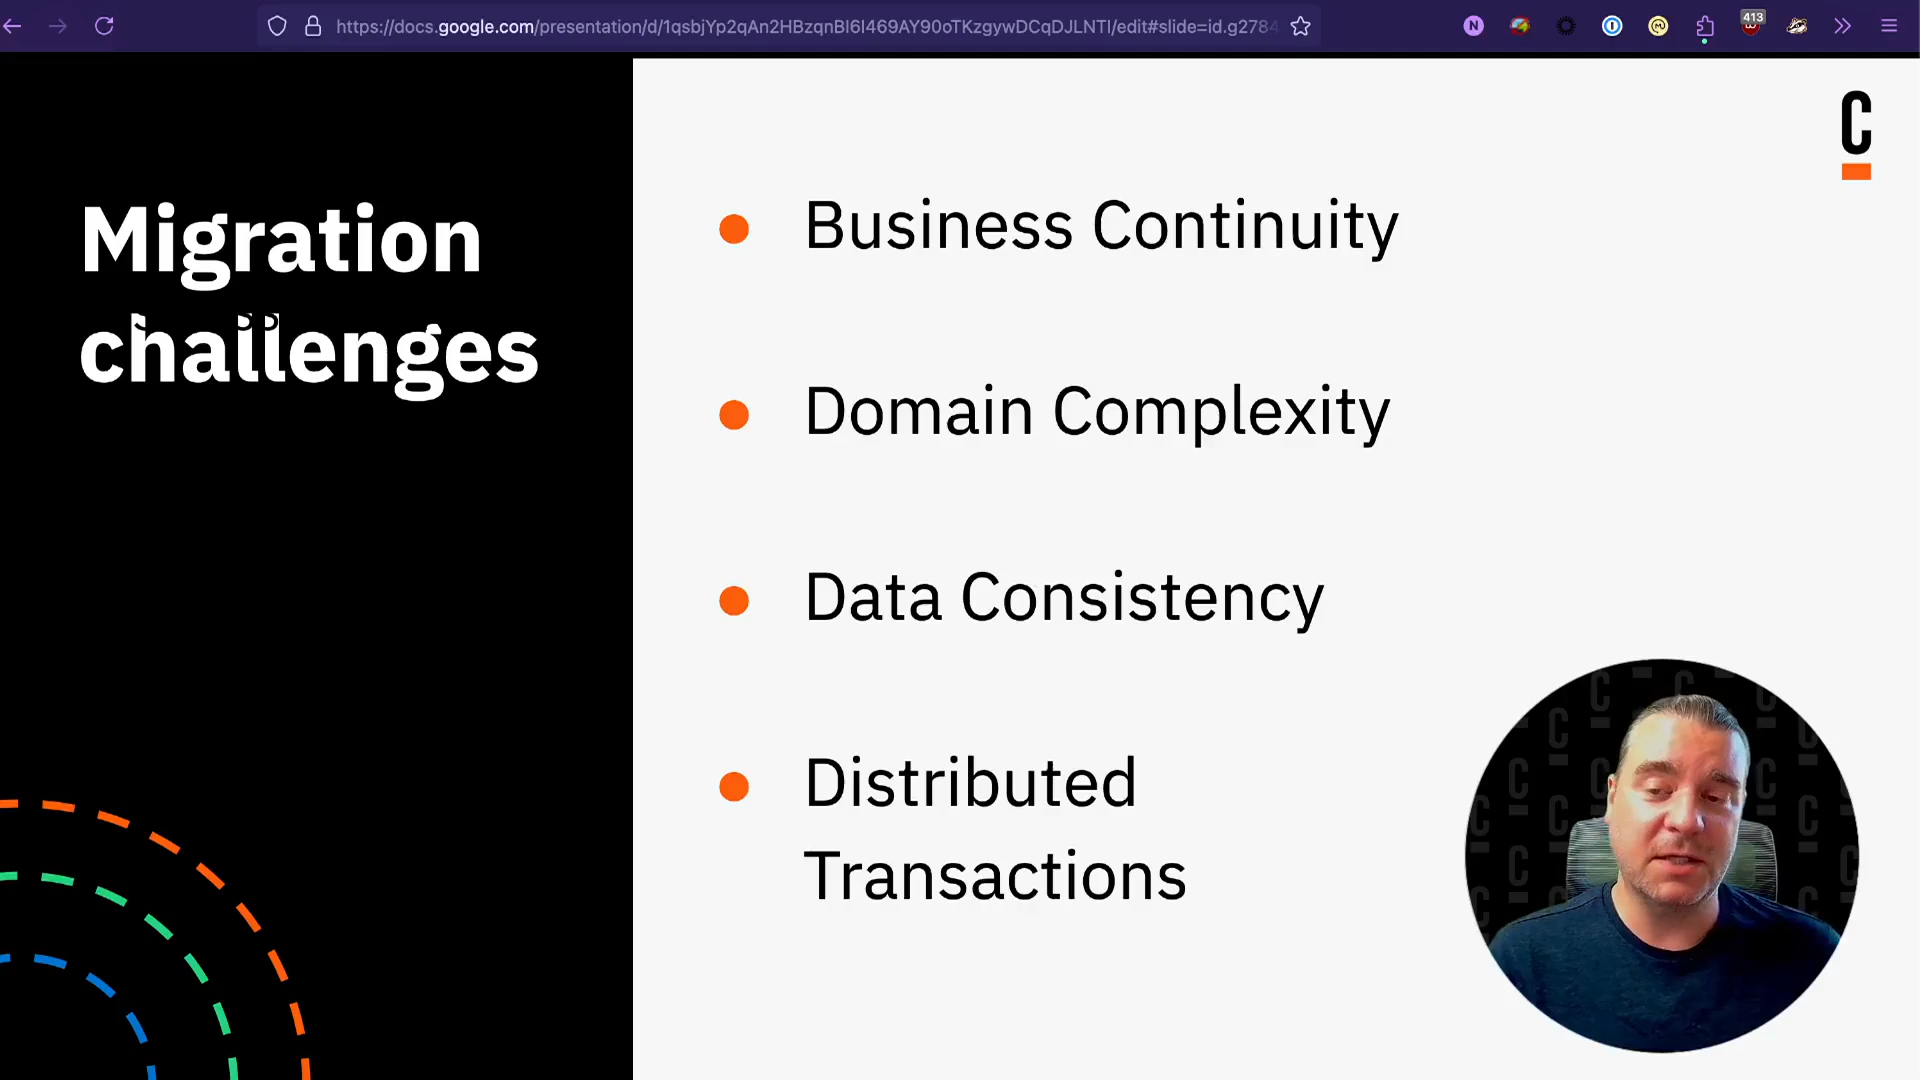 https://docs.google.com/presentation/d/1qsbjYp2qAn2HBzqnBl6I469AY90oTKzgywDCqDJLNTI/edit#slide=id.g2784
N
413
C
Migration
challenges
Business Continuity
Domain Complexity
Data Consistency
Distributed
Transactions